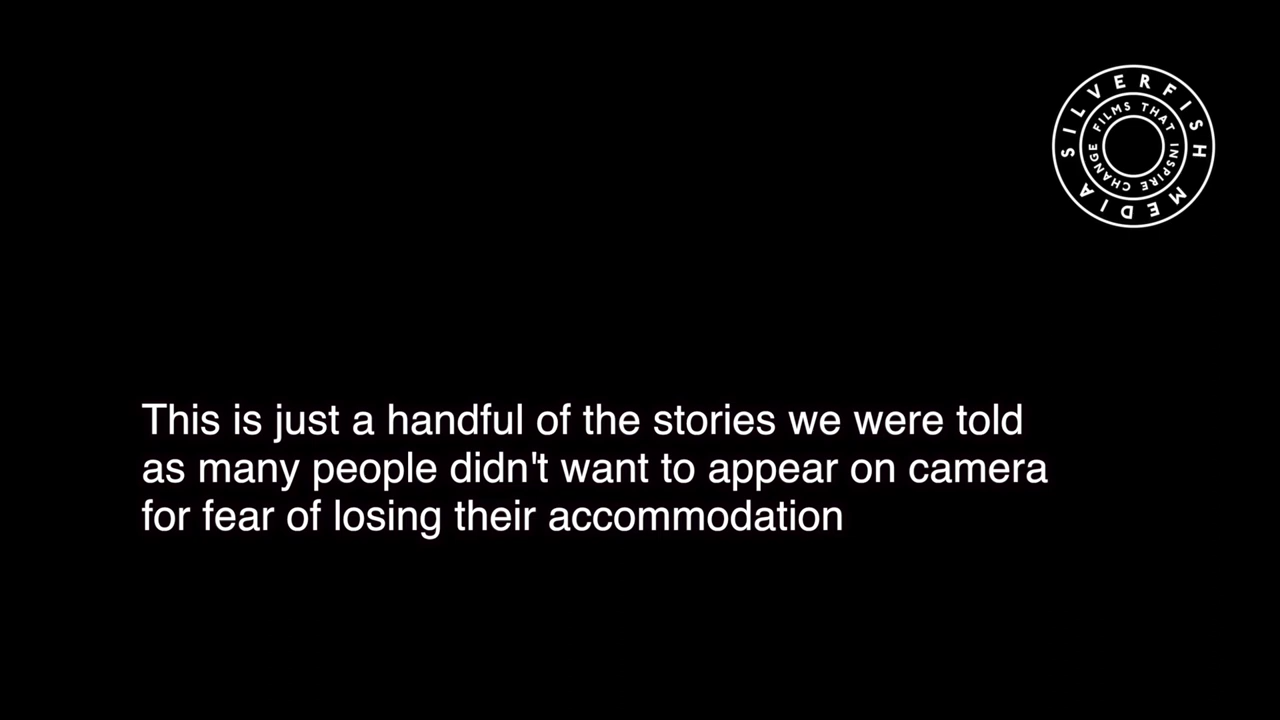 SILVERFISH MEDIA
FILMS THAT INSPIRE CHANGE
This is just a handful of the stories we were told
as many people didn't want to appear on camera
for fear of losing their accommodation